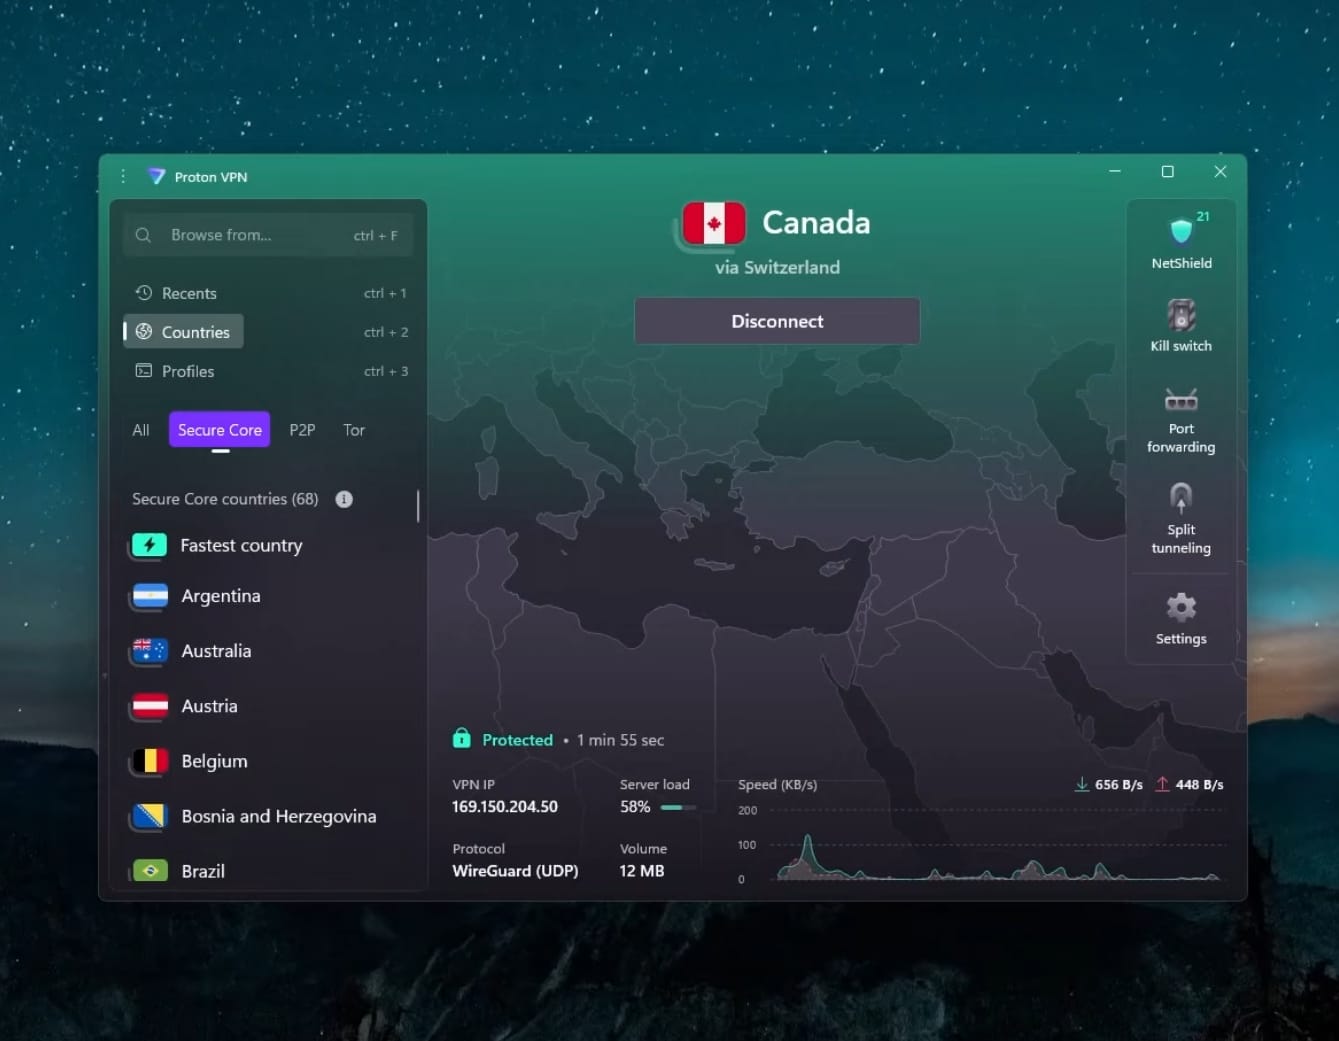 Proton VPN
Browse from...
ctrl + F
Recents
ctrl + 1
Countries
ctrl + 2
Profiles
ctrl + 3
All
Secure Core
P2P
Tor
Secure Core countries (68)
Fastest country
Argentina
Australia
Austria
Belgium
Bosnia and Herzegovina
Brazil
Canada
via Switzerland
Disconnect
Protected • 1 min 55 sec
VPN IP
169.150.204.50
Server load
58%
Protocol
WireGuard (UDP)
Volume
12 MB
Speed (KB/s)
656 B/s
448 B/s
200
100
0
21
NetShield
Kill switch
Port
forwarding
Split
tunneling
Settings